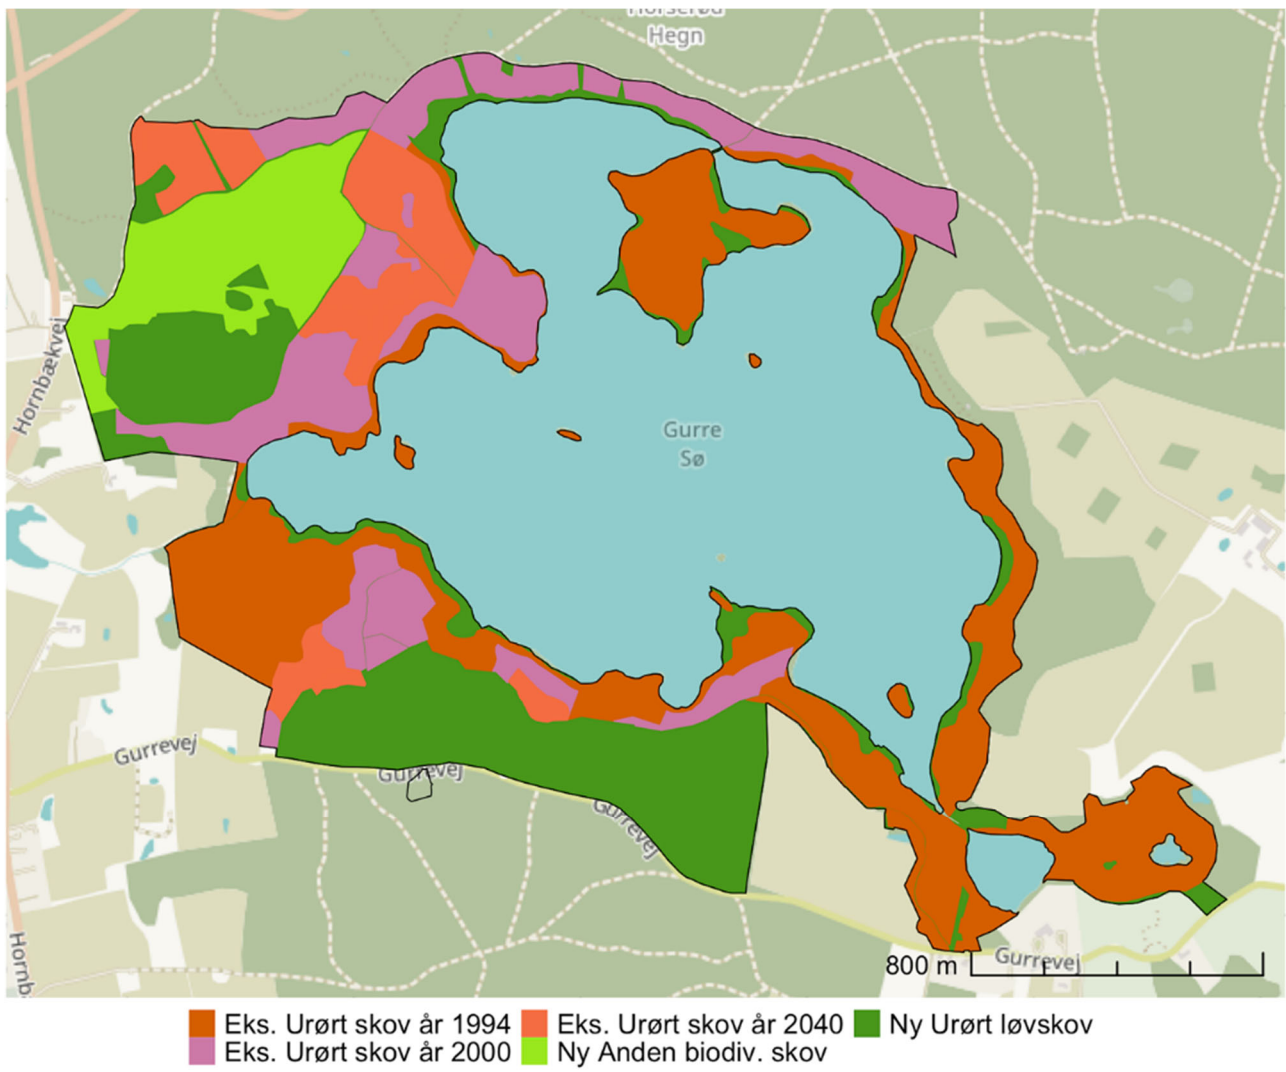 Horserød
Hegn
Hornbækvej
Gurre
Sø
Gurrevej
Gurrevej
Gurrevej
Gurrevej
Hornb
800 m
Eks. Urørt skov år 1994
Eks. Urørt skov år 2040
Ny Urørt løvskov
Eks. Urørt skov år 2000
Ny Anden biodiv. skov